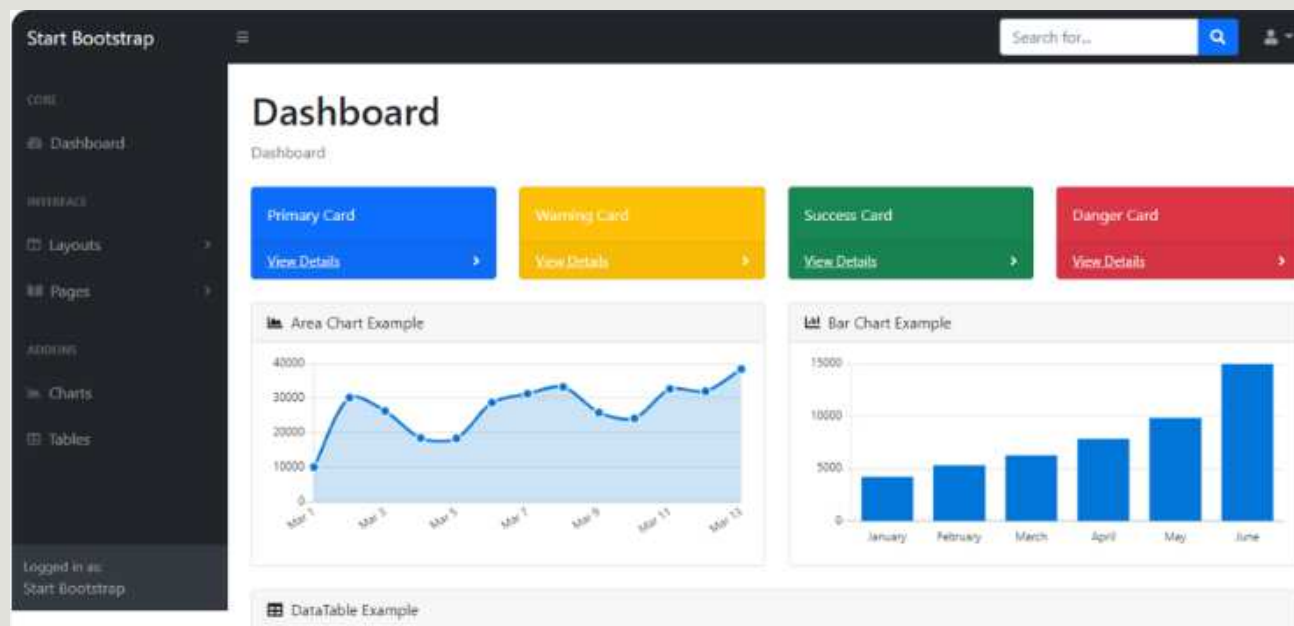 Start Bootstrap
Search for...
CORE
Dashboard
INTERFACE
Layouts
Pages
ADDONS
Charts
Tables
Logged in as:
Start Bootstrap
Dashboard
Dashboard
Primary Card
View Details
Warning Card
View Details
Success Card
View Details
Danger Card
View Details
Area Chart Example
40000
30000
20000
10000
0
Mar 1
Mar 3
Mar 5
Mar 7
Mar 9
Mar 11
Mar 13
Bar Chart Example
15000
10000
5000
0
January
February
March
April
May
June
DataTable Example